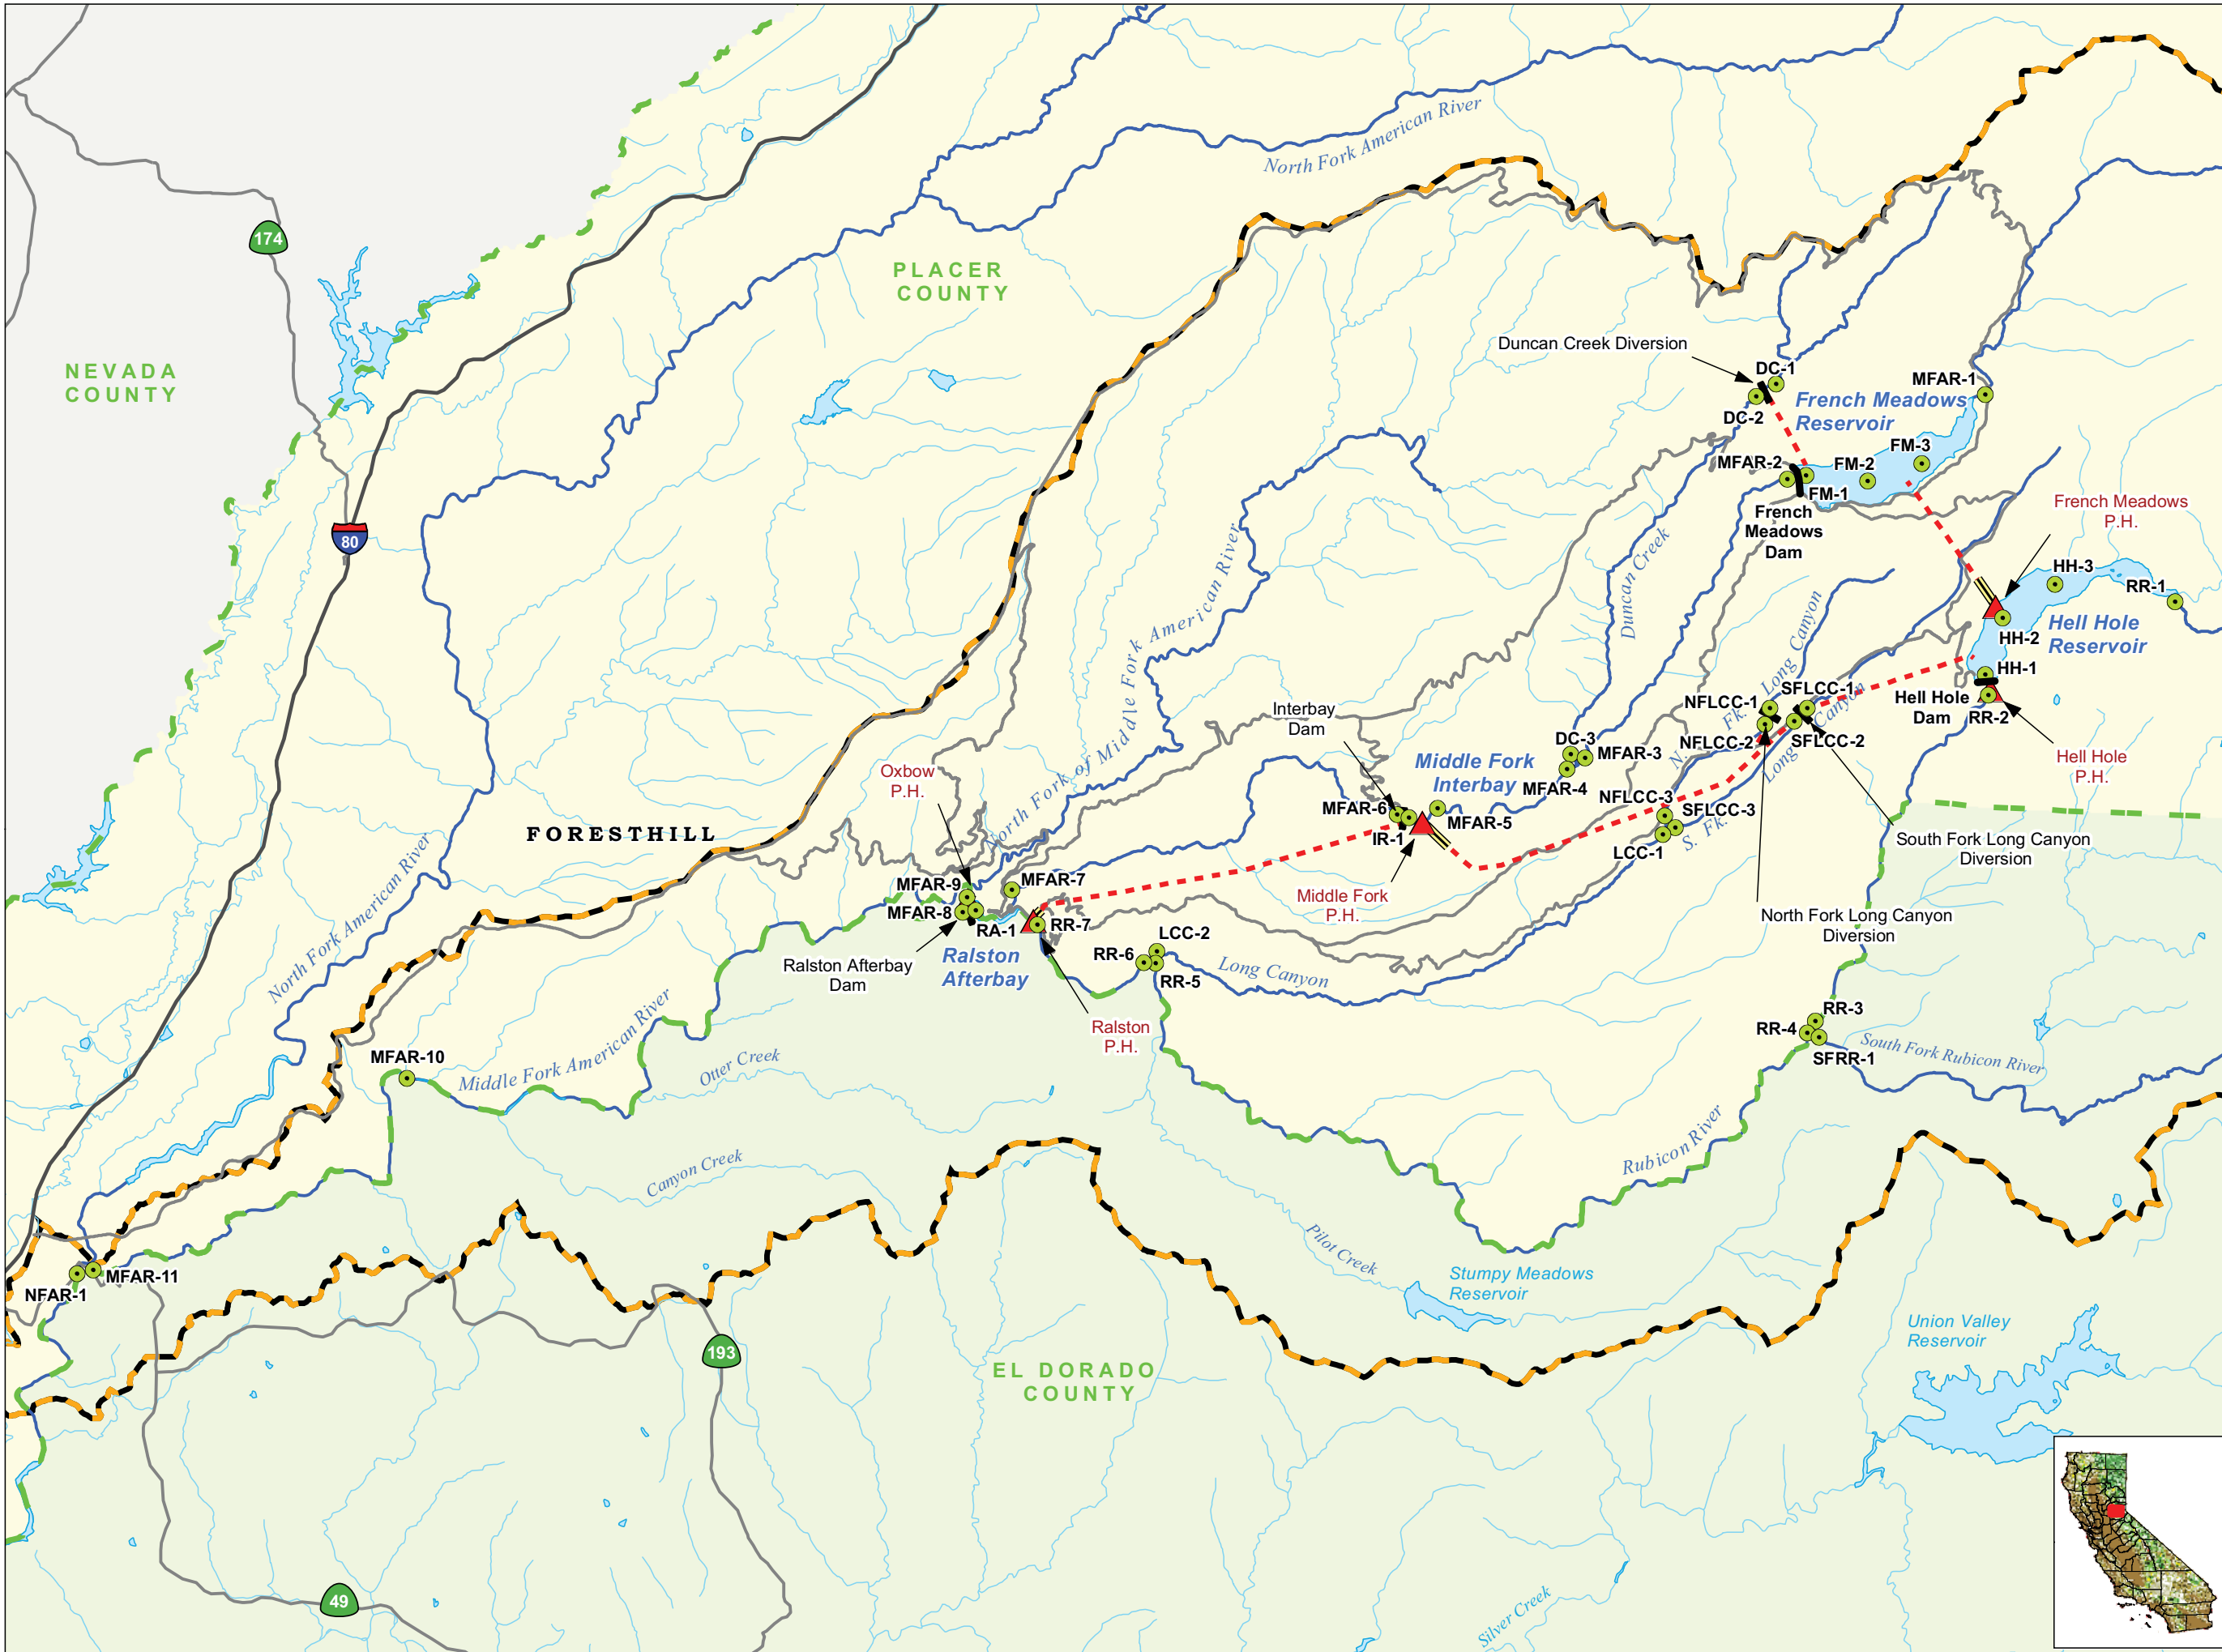 North Fork American River
174
PLACER
COUNTY
NEVADA
COUNTY
Duncan Creek Diversion
DC-1
DC-2
French Meadows
Reservoir
MFAR-1
FM-3
FM-2
MFAR-2
FM-1
French
Meadows
Dam
French Meadows
P.H.
80
North Fork of Middle Fork American River
Duncan Creek
HH-3
RR-1
HH-2
Hell Hole
Reservoir
HH-1
Hell Hole
Dam
RR-2
Hell Hole
P.H.
N. Fk. Long Canyon
NFLCC-1
SFLCC-1
NFLCC-2
SFLCC-2
S. Fk. Long Canyon
Interbay
Dam
DC-3
MFAR-3
MFAR-4
Middle Fork
Interbay
MFAR-6
MFAR-5
IR-1
NFLCC-3
SFLCC-3
LCC-1
Oxbow
P.H.
FORESTHILL
South Fork Long Canyon
Diversion
Middle Fork
P.H.
North Fork Long Canyon
Diversion
MFAR-9
MFAR-7
MFAR-8
RA-1
RR-7
Ralston
Afterbay
Ralston Afterbay
Dam
LCC-2
RR-6
RR-5
Long Canyon
North Fork American River
Ralston
P.H.
RR-3
RR-4
SFRR-1
South Fork Rubicon River
MFAR-10
Middle Fork American River
Otter Creek
Canyon Creek
Rubicon River
Pilot Creek
NFAR-1
MFAR-11
Stumpy Meadows
Reservoir
Union Valley
Reservoir
193
EL DORADO
COUNTY
49
Silver Creek